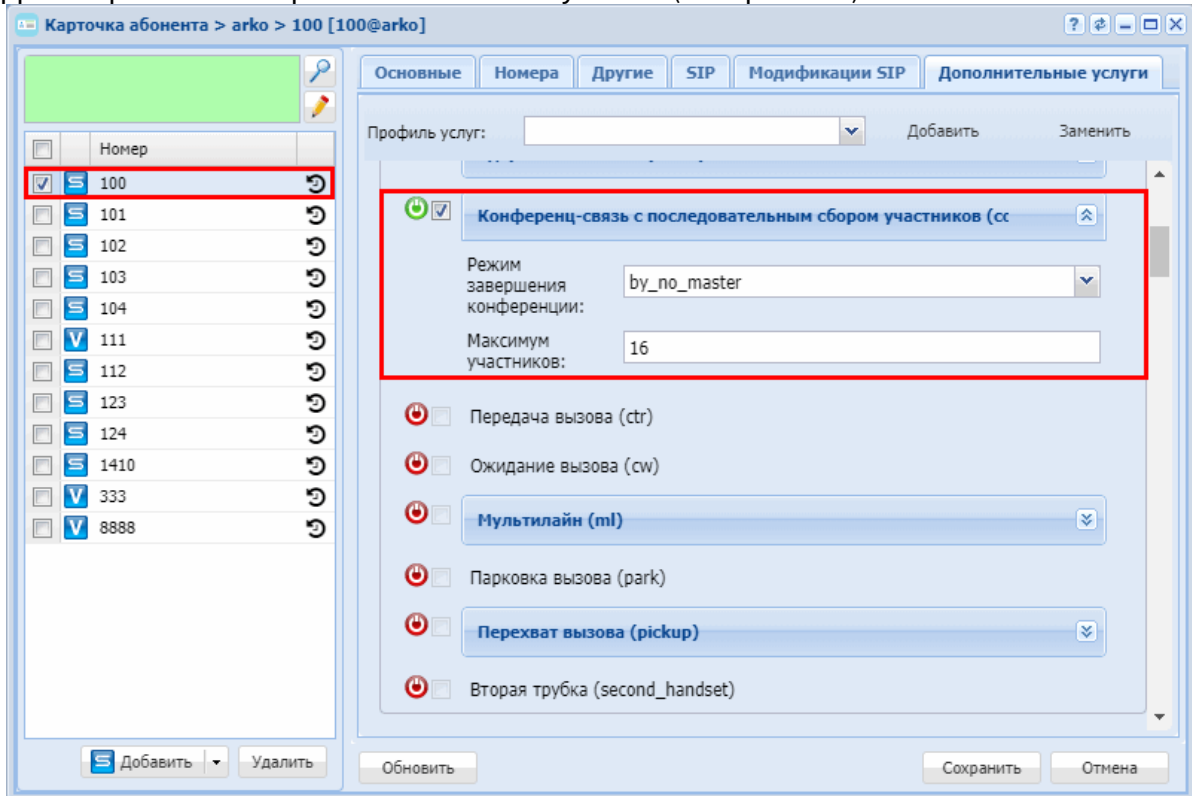 Карточка абонента > arko > 100 [100@arko]
Основные Номера Другие SIP Модификации SIP Дополнительные услуги
Профиль услуг: Добавить Заменить
Номер
100
101
102
103
104
111
112
123
124
1410
333
8888
Конференц-связь с последовательным сбором участников (cc
Режим
завершения
конференции:
by_no_master
Максимум
участников:
16
Передача вызова (ctr)
Ожидание вызова (cw)
Мультилайн (ml)
Парковка вызова (park)
Перехват вызова (pickup)
Вторая трубка (second_handset)
Добавить Удалить
Обновить Сохранить Отмена